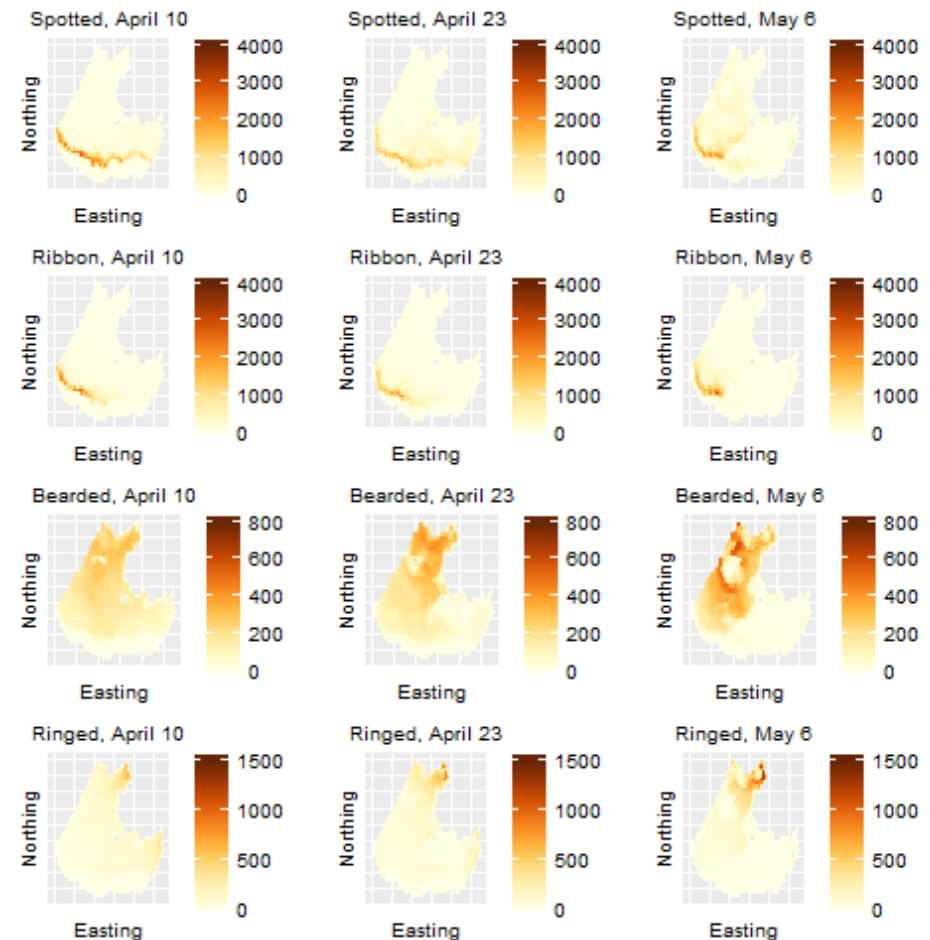 Spotted, April 10
4000
3000
2000
1000
0
Northing
Easting
Spotted, April 23
4000
3000
2000
1000
0
Northing
Easting
Spotted, May 6
4000
3000
2000
1000
0
Northing
Easting
Ribbon, April 10
4000
3000
2000
1000
0
Northing
Easting
Ribbon, April 23
4000
3000
2000
1000
0
Northing
Easting
Ribbon, May 6
4000
3000
2000
1000
0
Northing
Easting
Bearded, April 10
800
600
400
200
0
Northing
Easting
Bearded, April 23
800
600
400
200
0
Northing
Easting
Bearded, May 6
800
600
400
200
0
Northing
Easting
Ringed, April 10
1500
1000
500
0
Northing
Easting
Ringed, April 23
1500
1000
500
0
Northing
Easting
Ringed, May 6
1500
1000
500
0
Northing
Easting